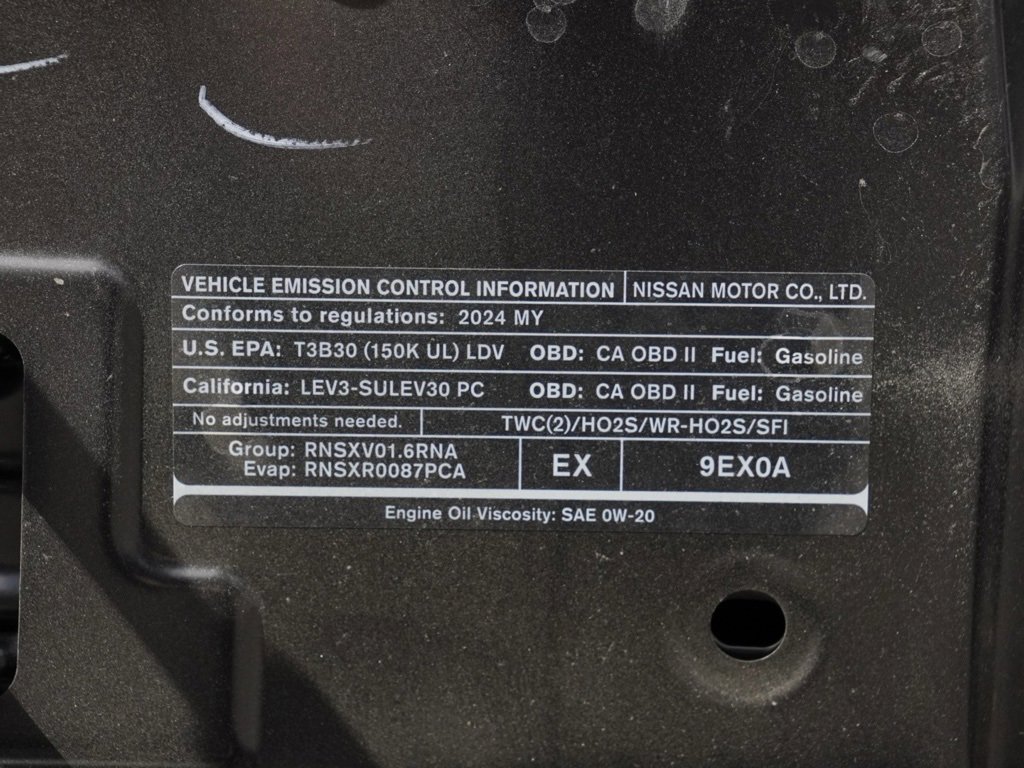 VEHICLE EMISSION CONTROL INFORMATION NISSAN MOTOR CO., LTD.
Conforms to regulations: 2024 MY
U.S. EPA: T3B30 (150K UL) LDV OBD: CA OBD II Fuel: Gasoline
California: LEV3-SULEV30 PC OBD: CA OBD II Fuel: Gasoline
No adjustments needed. TWC(2)/HO2S/WR-HO2S/SFI
Group: RNSXV01.6RNA
Evap: RNSXR0087PCA
EX 9EX0A
Engine Oil Viscosity: SAE 0W-20